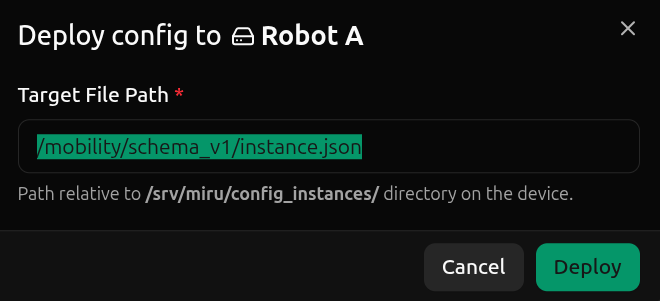 Deploy config to Robot A
Target File Path *
/mobility/schema_v1/instance.json
Path relative to /srv/miru/config_instances/ directory on the device.
Cancel Deploy